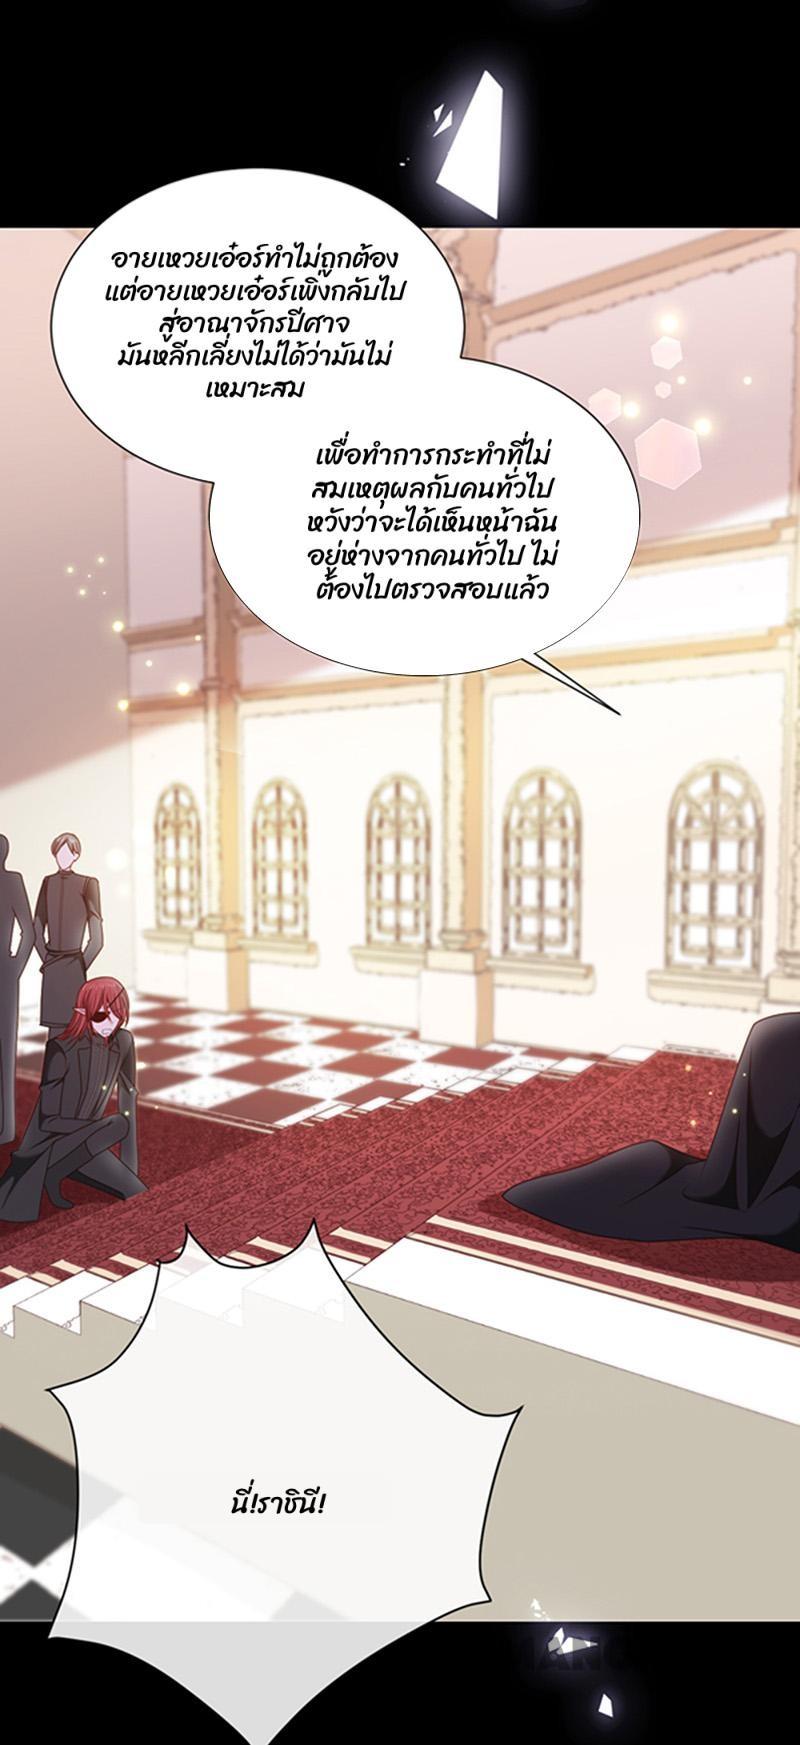 อายเหวยเอ๋อร์ทำไม่ถูกต้อง
แต่อายเหวยเอ๋อร์เพิ่งกลับไป
สู่อาณาจักรปีศาจ
มันหลีกเลี่ยงไม่ได้ว่ามันไม่
เหมาะสม
เพื่อทำการกระทำที่ไม่
สมเหตุผลกับคนทั่วไป
หวังว่าจะได้เห็นหน้าฉัน
อยู่ห่างจากคนทั่วไป ไม่
ต้องไปตรวจสอบแล้ว
นี่!ราชินี!